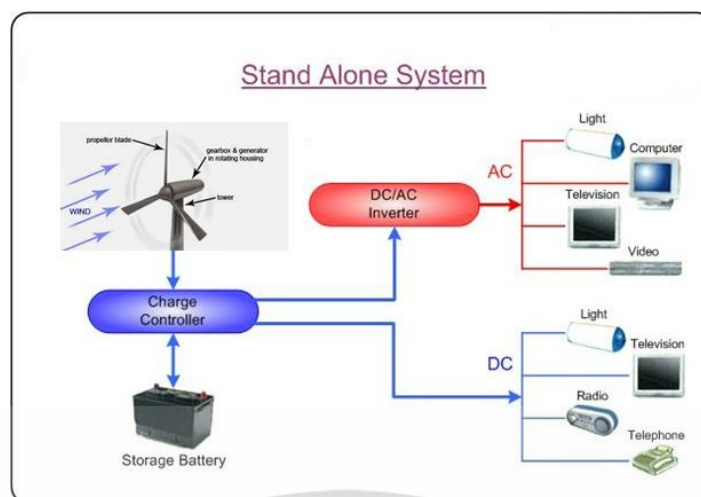 Stand Alone System
propellor blade
gearbox & generator
in rotating housing
tower
WIND
DC/AC
Inverter
AC
Light
Computer
Television
Video
Charge
Controller
Storage Battery
DC
Light
Television
Radio
Telephone